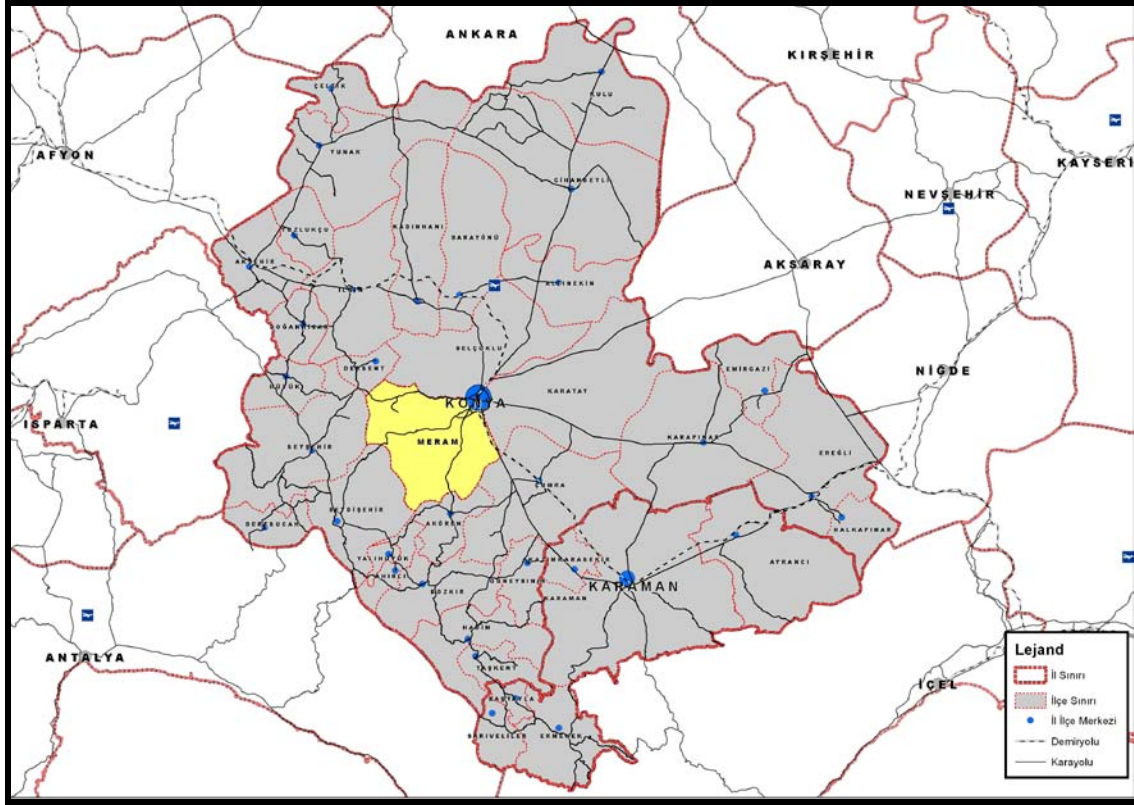 ANKARA
KIRŞEHİR
ÇELTİK
KULU
AFYON
YUNAK
KAYSERİ
CİHANBEYLİ
NEVŞEHİR
KADINHANI
SARAYÖNÜ
AKSARAY
AKŞEHİR
ILGIN
ALTINEKİN
DOĞANHİSAR
SELÇUKLU
DERBENT
EMİRGAZİ
NİĞDE
HÜYÜK
KARATAY
KONYA
ISPARTA
MERAM
KARAPINAR
BEYŞEHİR
EREĞLİ
ÇUMRA
SEYDİŞEHİR
AKÖREN
DEREBUCAK
HALKAPINAR
YALIHÜYÜK
AHIRLI
AYRANCI
GÜNEYSINIR
KARAMAN
BOZKIR
KARAMAN
HADİM
ANTALYA
TAŞKENT
İÇEL
SARIVELİLER
ERMENEK
Lejand
İl Sınırı
İlçe Sınırı
İl İlçe Merkezi
Demiryolu
Karayolu